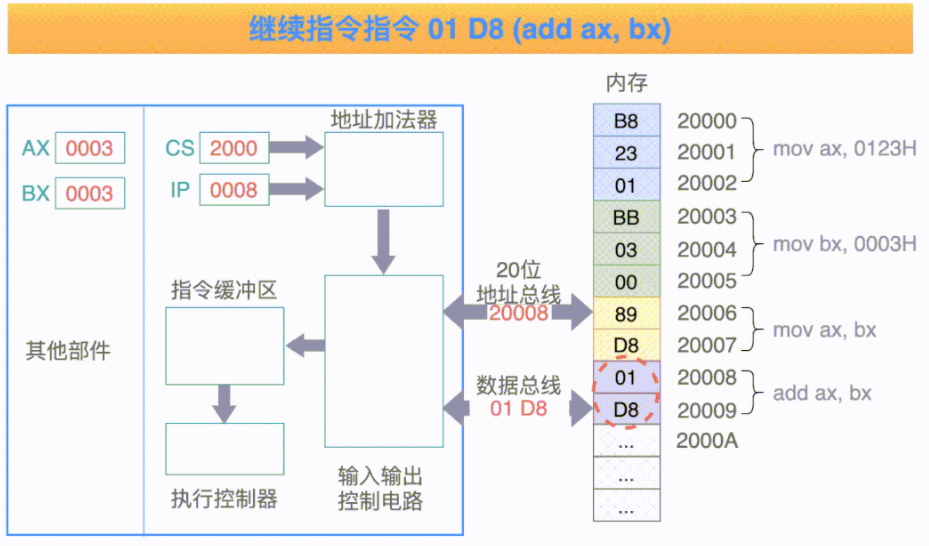 继续指令指令 01 D8 (add ax, bx)
内存
地址加法器
AX 0003
CS 2000
BX 0003
IP 0008
B8 20000
23 20001
01 20002
mov ax, 0123H
BB 20003
03 20004
00 20005
mov bx, 0003H
89 20006
D8 20007
mov ax, bx
01 20008
D8 20009
add ax, bx
... 2000A
...
...
20位
地址总线
20008
数据总线
01 D8
指令缓冲区
其他部件
执行控制器
输入输出
控制电路